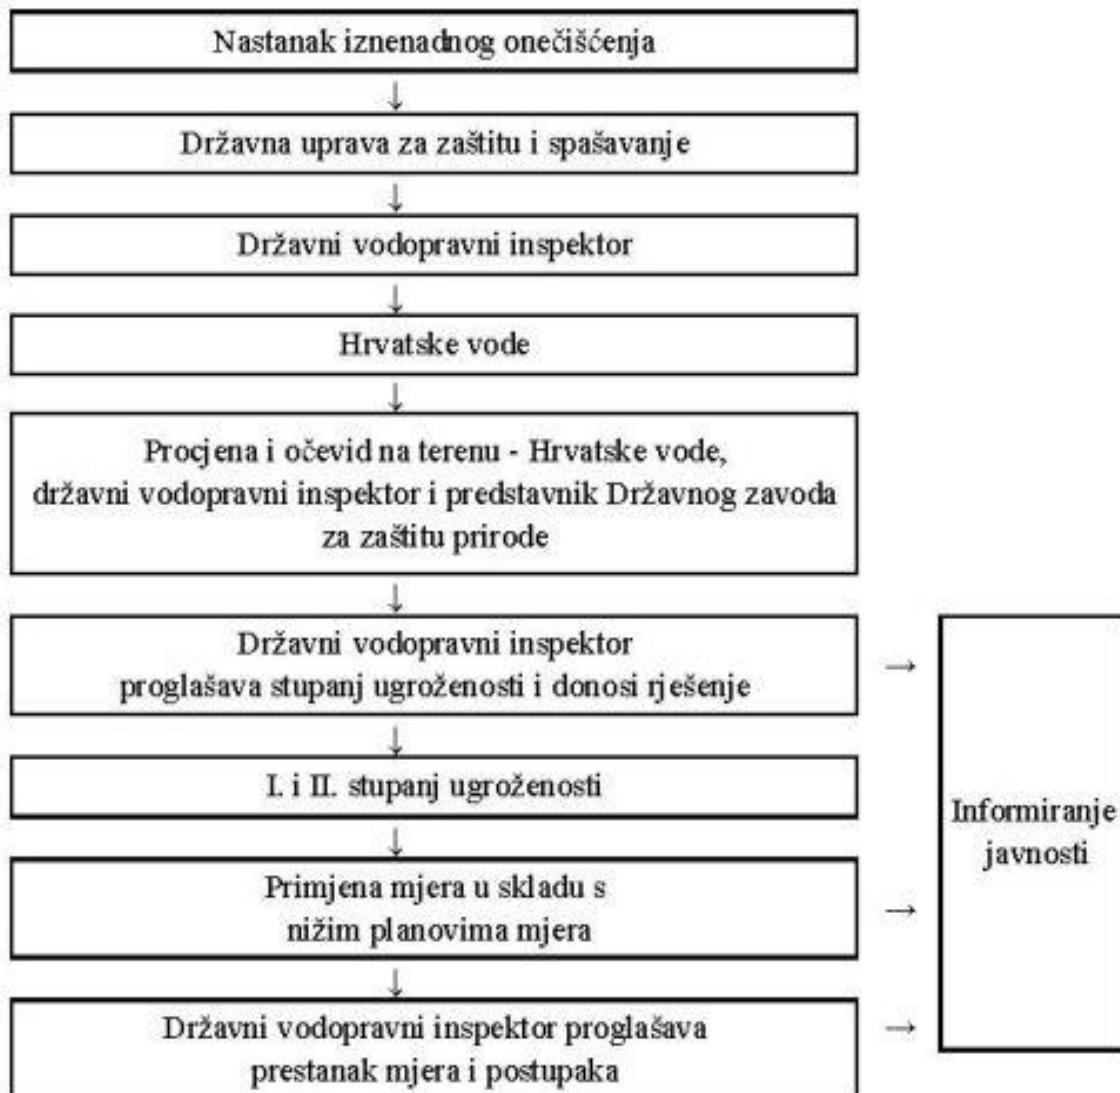 Nastanak iznenadnog onečišćenja
↓
Državna uprava za zaštitu i spašavanje
↓
Državni vodopravni inspektor
↓
Hrvatske vode
↓
Procjena i očevid na terenu - Hrvatske vode,
državni vodopravni inspektor i predstavnik Državnog zavoda
za zaštitu prirode
↓
Državni vodopravni inspektor
proglašava stupanj ugroženosti i donosi rješenje
→
↓
I. i II. stupanj ugroženosti
↓
Primjena mjera u skladu s
nižim planovima mjera
→
↓
Državni vodopravni inspektor proglašava
prestanak mjera i postupaka
→
Informiranje
javnosti